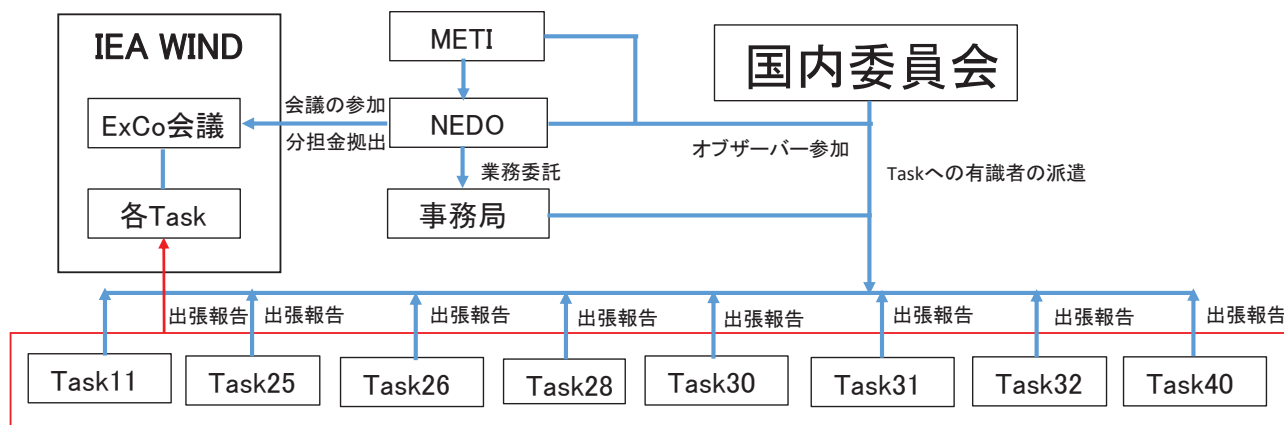 IEA WIND
METI
国内委員会
ExCo会議
会議の参加
分担金拠出
NEDO
オブザーバー参加
業務委託
Taskへの有識者の派遣
各Task
事務局
出張報告
出張報告
出張報告
出張報告
出張報告
出張報告
出張報告
出張報告
Task11
Task25
Task26
Task28
Task30
Task31
Task32
Task40